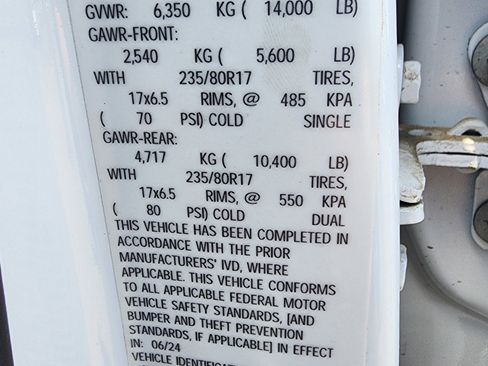 GVWR: 6,350 KG ( 14,000 LB)
GAWR-FRONT:
2,540 KG ( 5,600 LB)
WITH 235/80R17 TIRES,
17x6.5 RIMS, @ 485 KPA
( 70 PSI) COLD SINGLE
GAWR-REAR:
4,717 KG ( 10,400 LB)
WITH 235/80R17 TIRES,
17x6.5 RIMS, @ 550 KPA
( 80 PSI) COLD DUAL
THIS VEHICLE HAS BEEN COMPLETED IN
ACCORDANCE WITH THE PRIOR
MANUFACTURERS' IVD, WHERE
APPLICABLE. THIS VEHICLE CONFORMS
TO ALL APPLICABLE FEDERAL MOTOR
VEHICLE SAFETY STANDARDS, [AND
BUMPER AND THEFT PREVENTION
STANDARDS, IF APPLICABLE] IN EFFECT
IN: 06/24
VEHICLE IDENTIFICAT